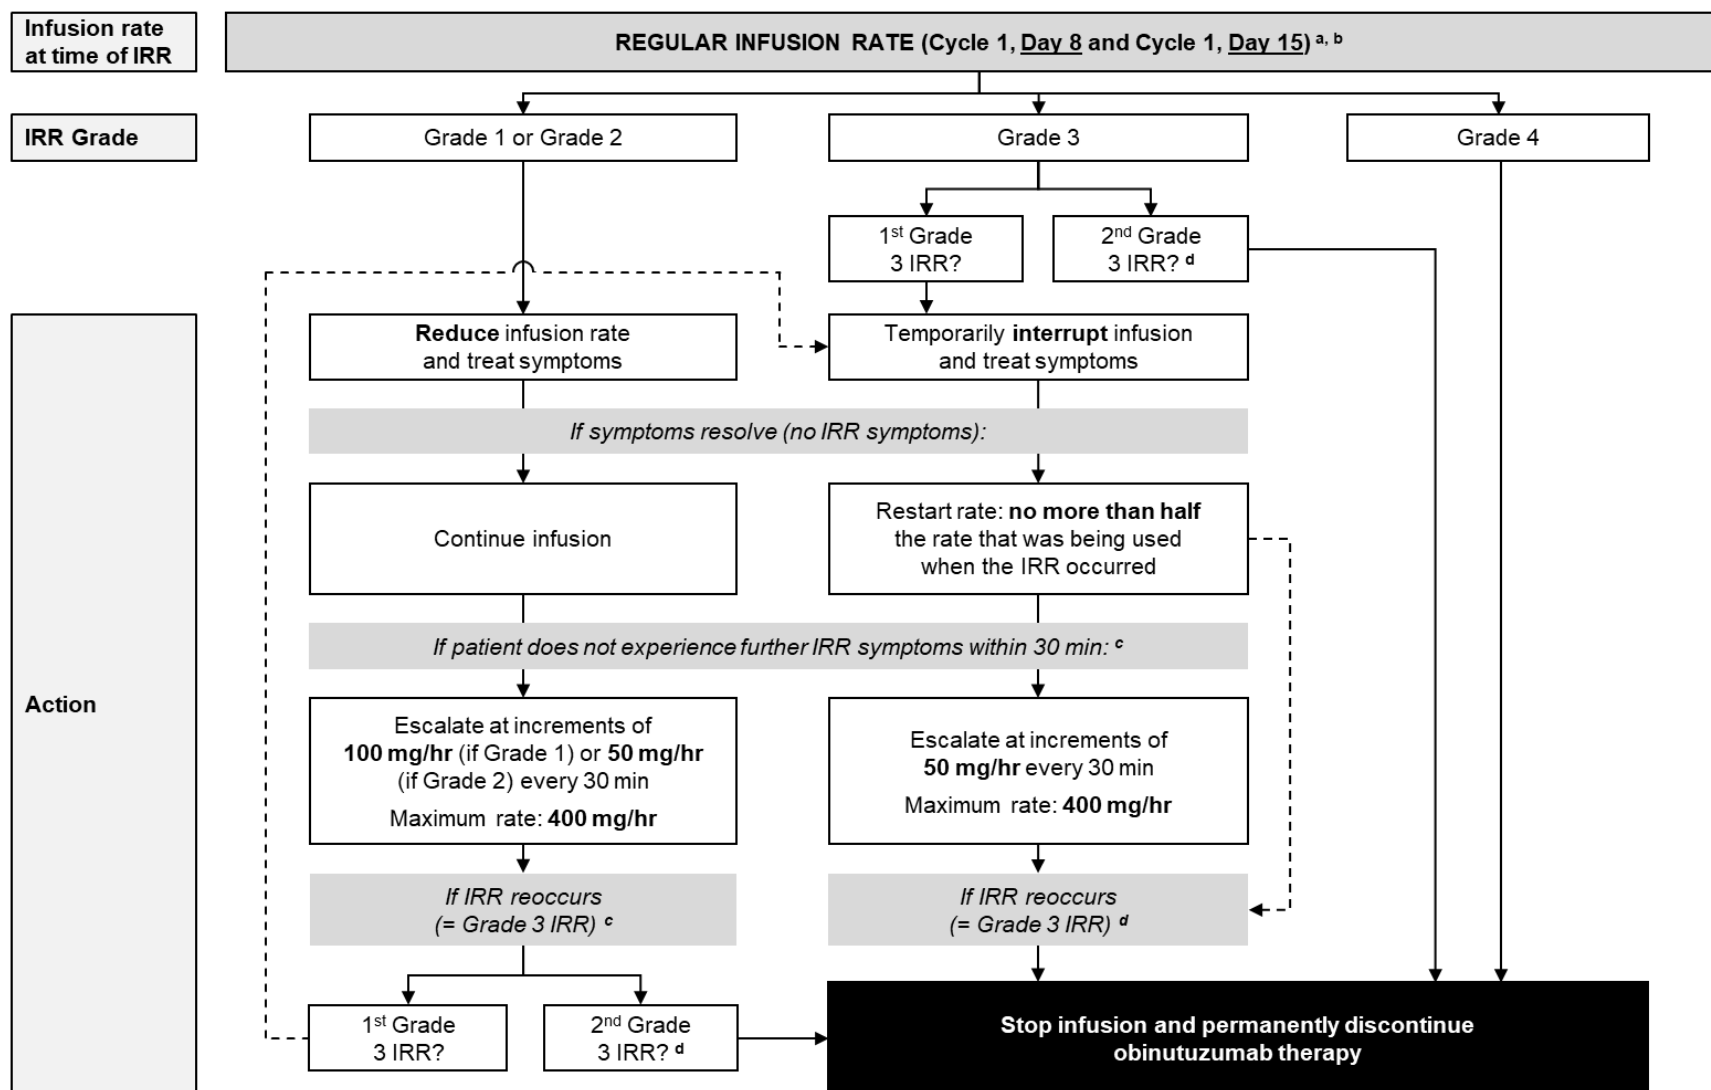 Infusion rate
at time of IRR
REGULAR INFUSION RATE (Cycle 1, Day 8 and Cycle 1, Day 15) a, b
IRR Grade
Grade 1 or Grade 2
Grade 3
Grade 4
1st Grade
3 IRR?
2nd Grade
3 IRR? d
Action
Reduce infusion rate
and treat symptoms
Temporarily interrupt infusion
and treat symptoms
If symptoms resolve (no IRR symptoms):
Continue infusion
Restart rate: no more than half
the rate that was being used
when the IRR occurred
If patient does not experience further IRR symptoms within 30 min: c
Escalate at increments of
100 mg/hr (if Grade 1) or 50 mg/hr
(if Grade 2) every 30 min
Maximum rate: 400 mg/hr
Escalate at increments of
50 mg/hr every 30 min
Maximum rate: 400 mg/hr
If IRR reoccurs
(= Grade 3 IRR) c
If IRR reoccurs
(= Grade 3 IRR) d
1st Grade
3 IRR?
2nd Grade
3 IRR? d
Stop infusion and permanently discontinue
obinutuzumab therapy